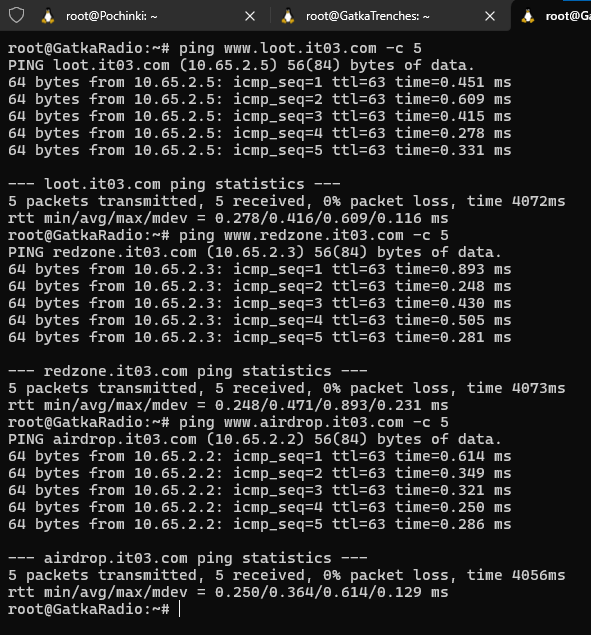 root@Pochinki: ~
root@GatkaTrenches: ~
root@Ga
root@GatkaRadio:~# ping www.loot.it03.com -c 5
PING loot.it03.com (10.65.2.5) 56(84) bytes of data.
64 bytes from 10.65.2.5: icmp_seq=1 ttl=63 time=0.451 ms
64 bytes from 10.65.2.5: icmp_seq=2 ttl=63 time=0.609 ms
64 bytes from 10.65.2.5: icmp_seq=3 ttl=63 time=0.415 ms
64 bytes from 10.65.2.5: icmp_seq=4 ttl=63 time=0.278 ms
64 bytes from 10.65.2.5: icmp_seq=5 ttl=63 time=0.331 ms
--- loot.it03.com ping statistics ---
5 packets transmitted, 5 received, 0% packet loss, time 4072ms
rtt min/avg/max/mdev = 0.278/0.416/0.609/0.116 ms
root@GatkaRadio:~# ping www.redzone.it03.com -c 5
PING redzone.it03.com (10.65.2.3) 56(84) bytes of data.
64 bytes from 10.65.2.3: icmp_seq=1 ttl=63 time=0.893 ms
64 bytes from 10.65.2.3: icmp_seq=2 ttl=63 time=0.248 ms
64 bytes from 10.65.2.3: icmp_seq=3 ttl=63 time=0.430 ms
64 bytes from 10.65.2.3: icmp_seq=4 ttl=63 time=0.505 ms
64 bytes from 10.65.2.3: icmp_seq=5 ttl=63 time=0.281 ms
--- redzone.it03.com ping statistics ---
5 packets transmitted, 5 received, 0% packet loss, time 4073ms
rtt min/avg/max/mdev = 0.248/0.471/0.893/0.231 ms
root@GatkaRadio:~# ping www.airdrop.it03.com -c 5
PING airdrop.it03.com (10.65.2.2) 56(84) bytes of data.
64 bytes from 10.65.2.2: icmp_seq=1 ttl=63 time=0.614 ms
64 bytes from 10.65.2.2: icmp_seq=2 ttl=63 time=0.349 ms
64 bytes from 10.65.2.2: icmp_seq=3 ttl=63 time=0.321 ms
64 bytes from 10.65.2.2: icmp_seq=4 ttl=63 time=0.250 ms
64 bytes from 10.65.2.2: icmp_seq=5 ttl=63 time=0.286 ms
--- airdrop.it03.com ping statistics ---
5 packets transmitted, 5 received, 0% packet loss, time 4056ms
rtt min/avg/max/mdev = 0.250/0.364/0.614/0.129 ms
root@GatkaRadio:~#